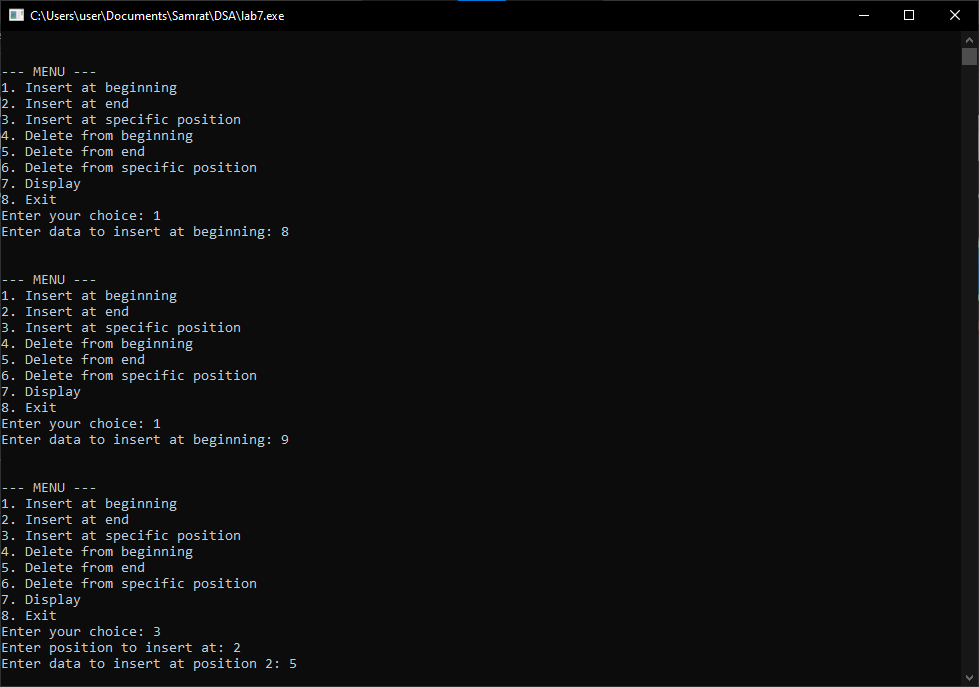 C:\Users\user\Documents\Samrat\DSA\lab7.exe
--- MENU ---
1. Insert at beginning
2. Insert at end
3. Insert at specific position
4. Delete from beginning
5. Delete from end
6. Delete from specific position
7. Display
8. Exit
Enter your choice: 1
Enter data to insert at beginning: 8
--- MENU ---
1. Insert at beginning
2. Insert at end
3. Insert at specific position
4. Delete from beginning
5. Delete from end
6. Delete from specific position
7. Display
8. Exit
Enter your choice: 1
Enter data to insert at beginning: 9
--- MENU ---
1. Insert at beginning
2. Insert at end
3. Insert at specific position
4. Delete from beginning
5. Delete from end
6. Delete from specific position
7. Display
8. Exit
Enter your choice: 3
Enter position to insert at: 2
Enter data to insert at position 2: 5